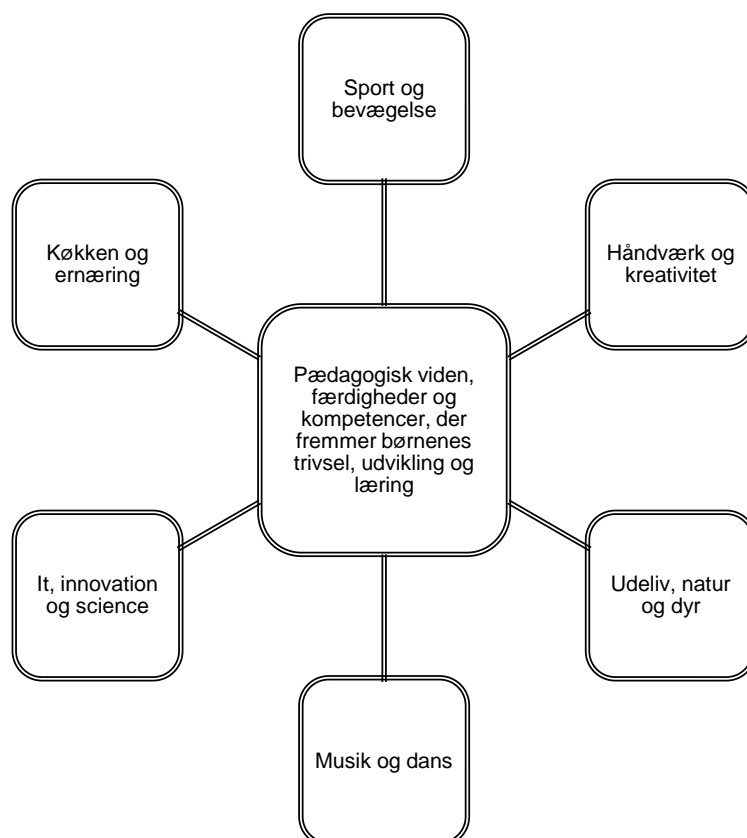 Sport og
bevægelse
Køkken og
ernæring
Håndværk og
kreativitet
Pædagogisk viden,
færdigheder og
kompetencer, der
fremmer børnenes
trivsel, udvikling og
læring
It, innovation
og science
Udeliv, natur
og dyr
Musik og dans